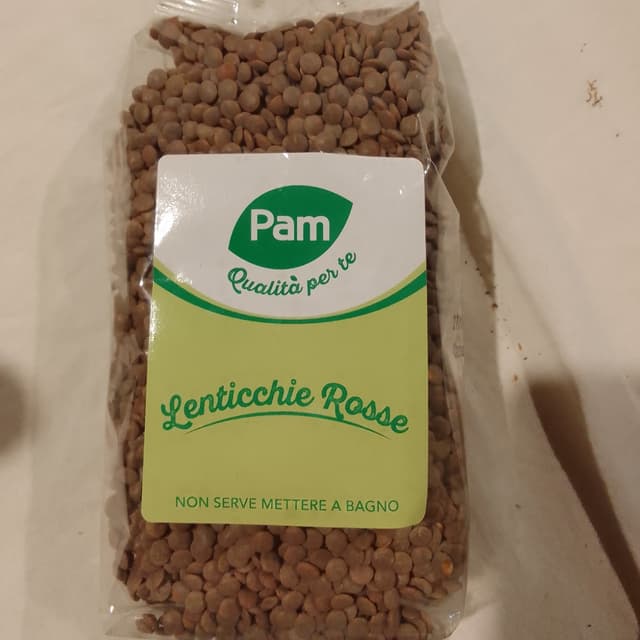 Pam
Qualità per te
Lenticchie Rosse
NON SERVE METTERE A BAGNO